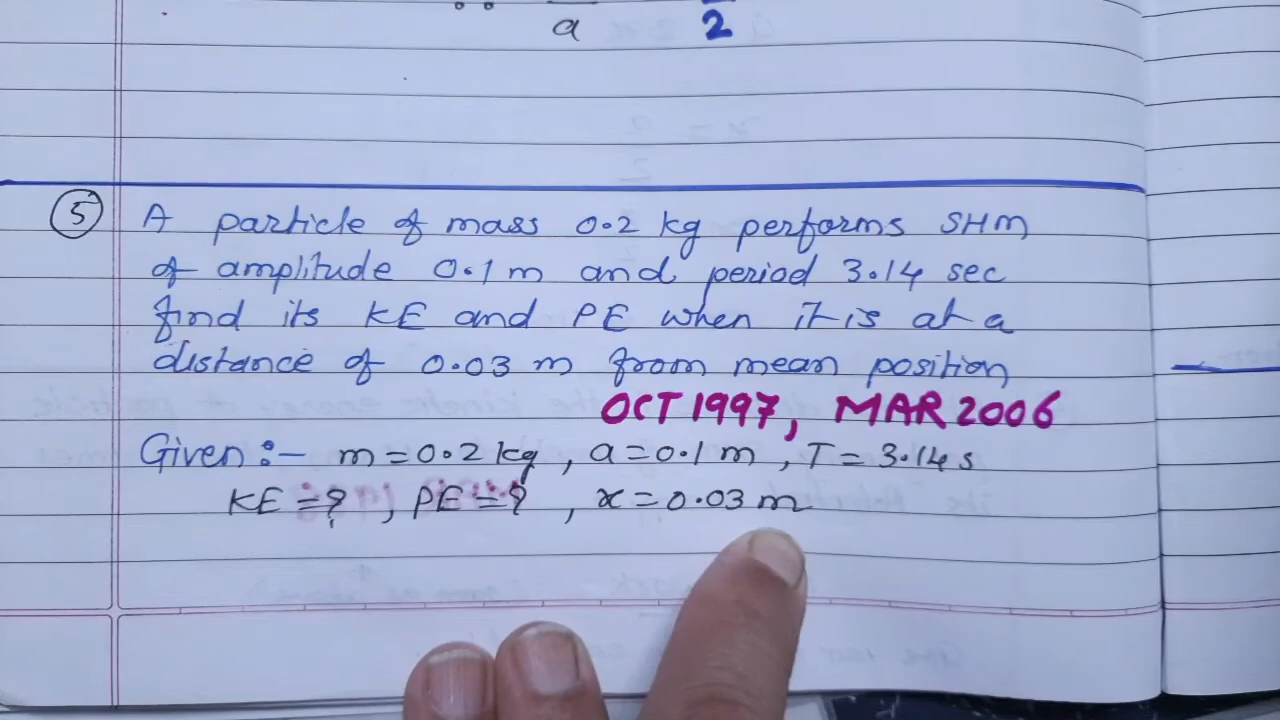 a 2
5 A particle of mass 0.2 kg performs SHM
of amplitude 0.1 m and period 3.14 sec
find its KE and PE when it is at a
distance of 0.03 m from mean position
OCT 1997, MAR 2006
Given :- m = 0.2 kg, a = 0.1 m, T = 3.14 s
KE = ?, PE = ?, x = 0.03 m